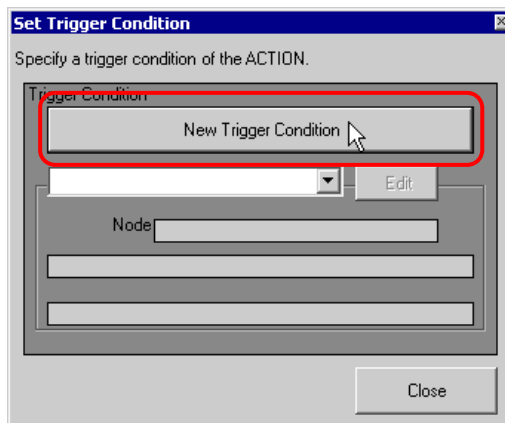 Set Trigger Condition
Specify a trigger condition of the ACTION.
Trigger Condition
New Trigger Condition
Edit
Node
Close